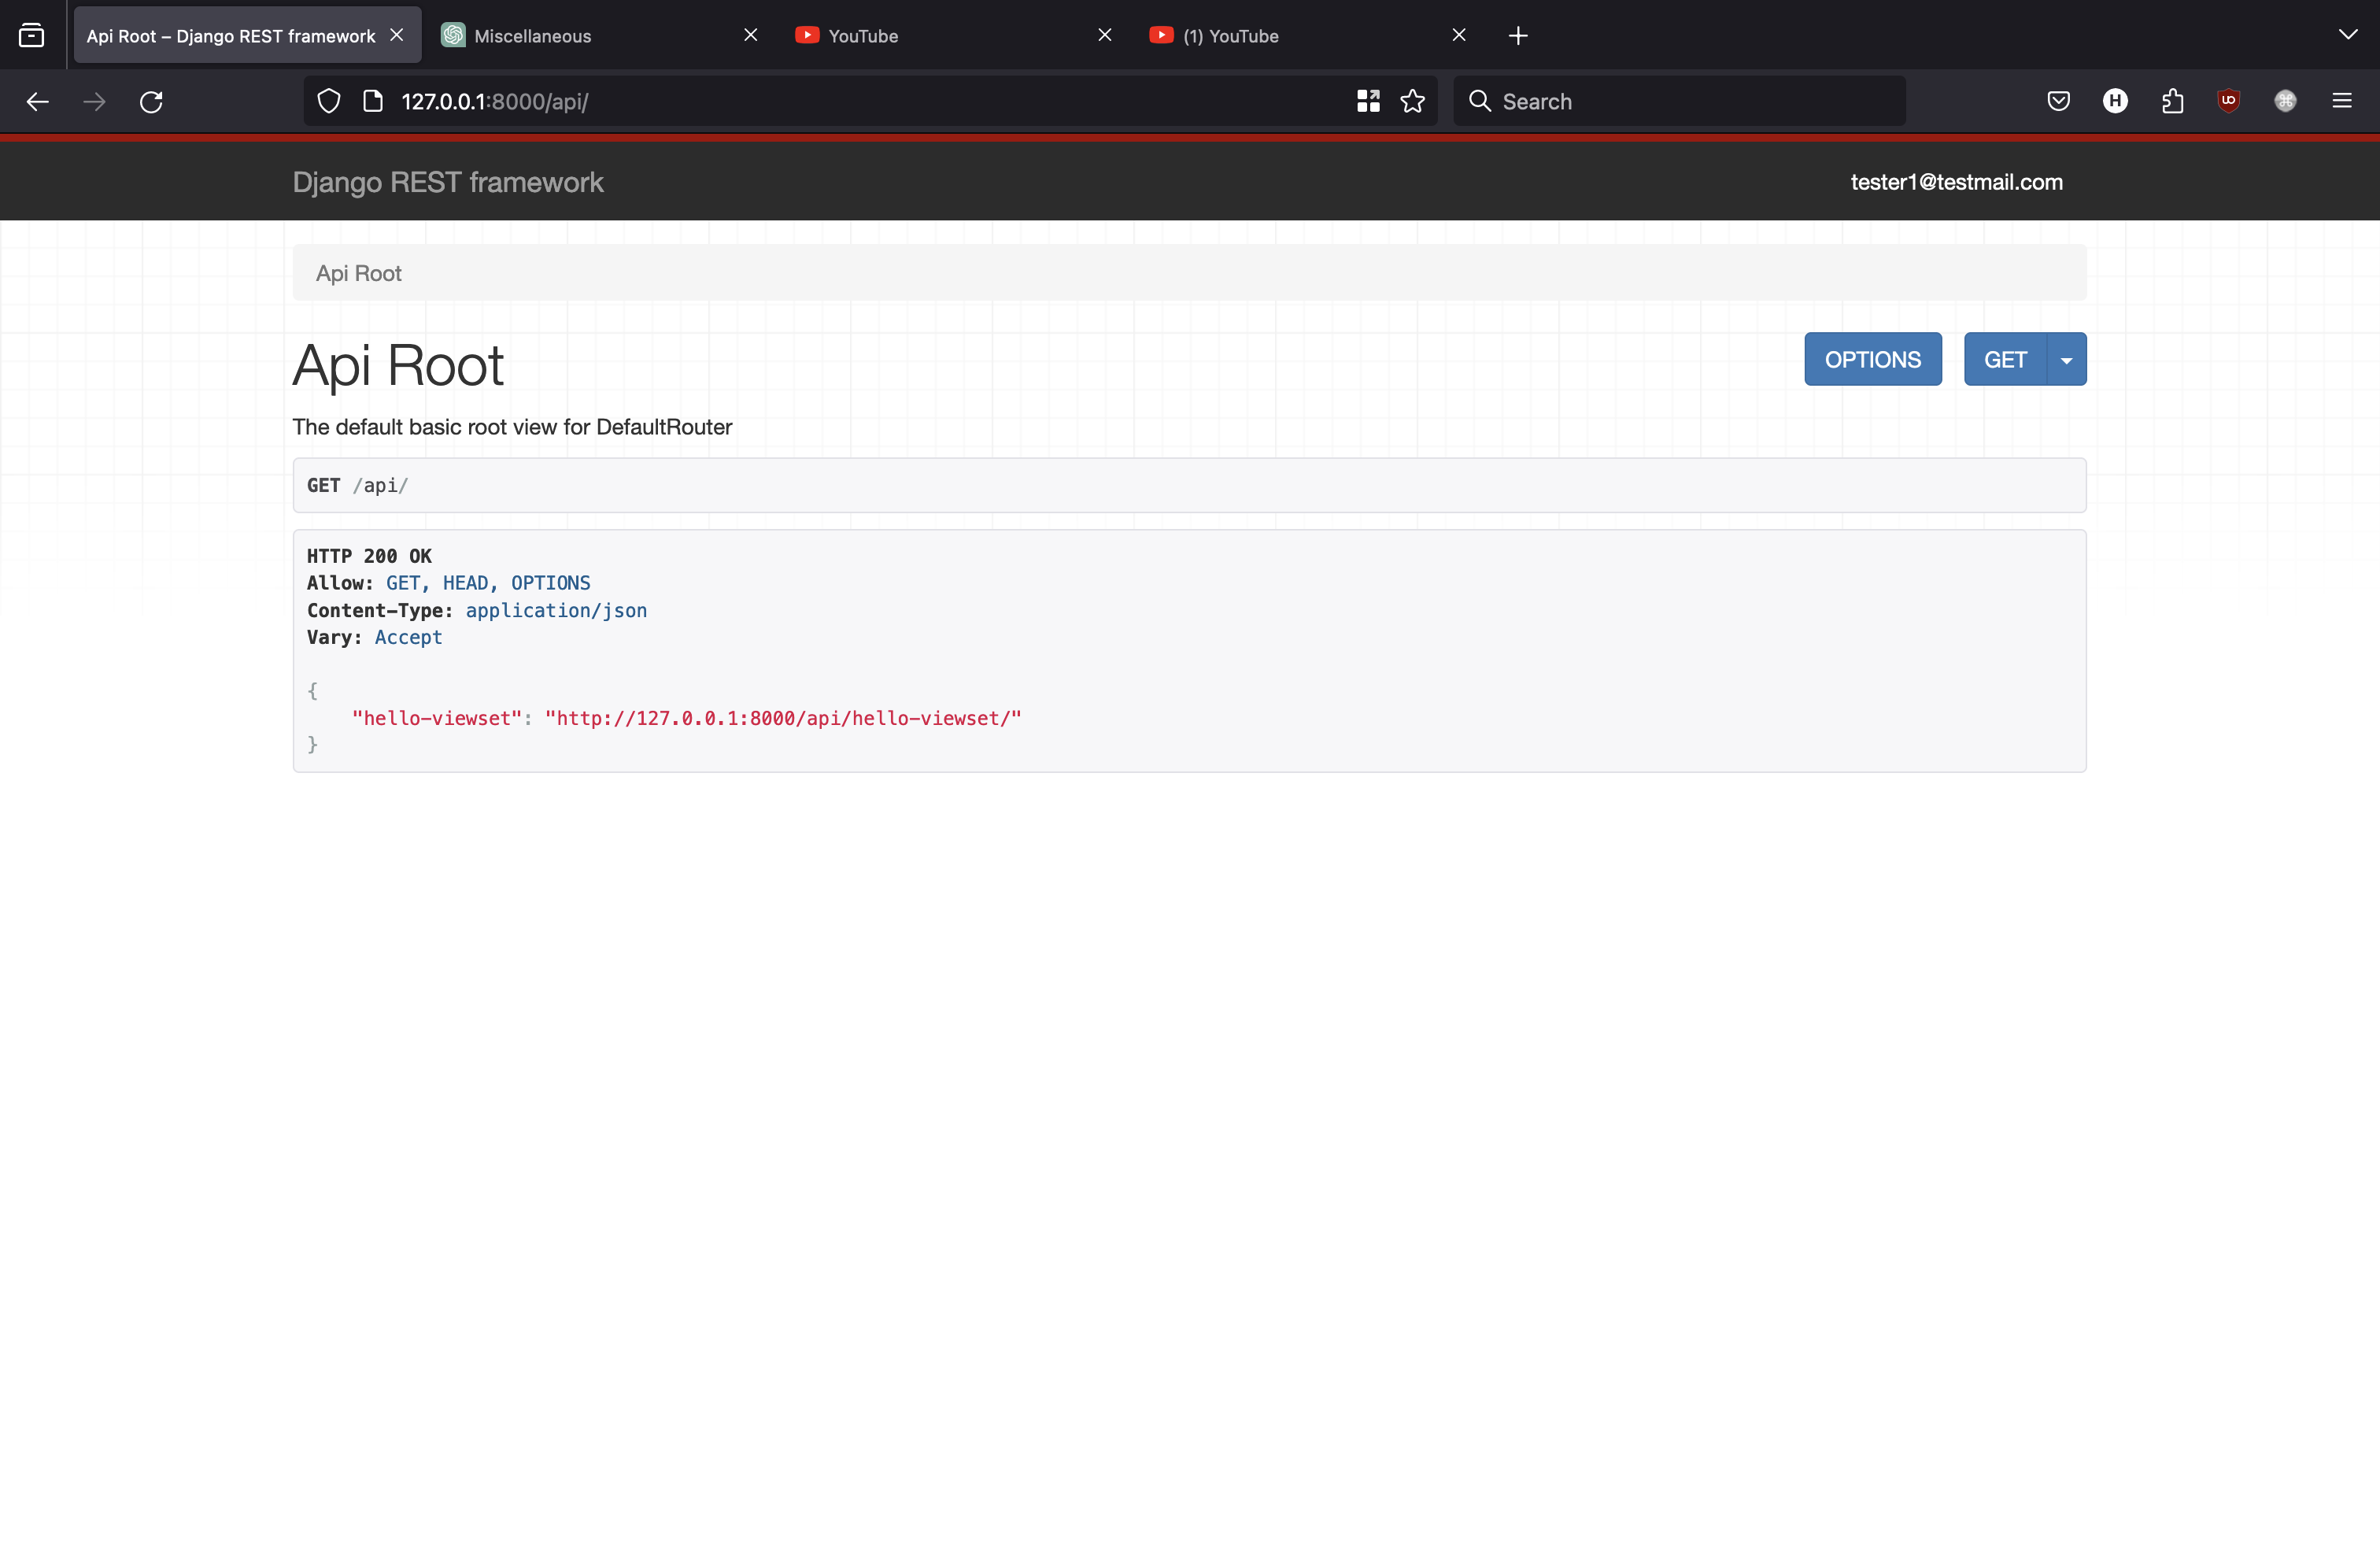 Api Root – Django REST framework
Miscellaneous
YouTube
(1) YouTube
127.0.0.1:8000/api/
Search
H
Django REST framework
tester1@testmail.com
Api Root
Api Root
OPTIONS
GET
The default basic root view for DefaultRouter
GET /api/
HTTP 200 OK
Allow: GET, HEAD, OPTIONS
Content-Type: application/json
Vary: Accept
{
"hello-viewset": "http://127.0.0.1:8000/api/hello-viewset/"
}